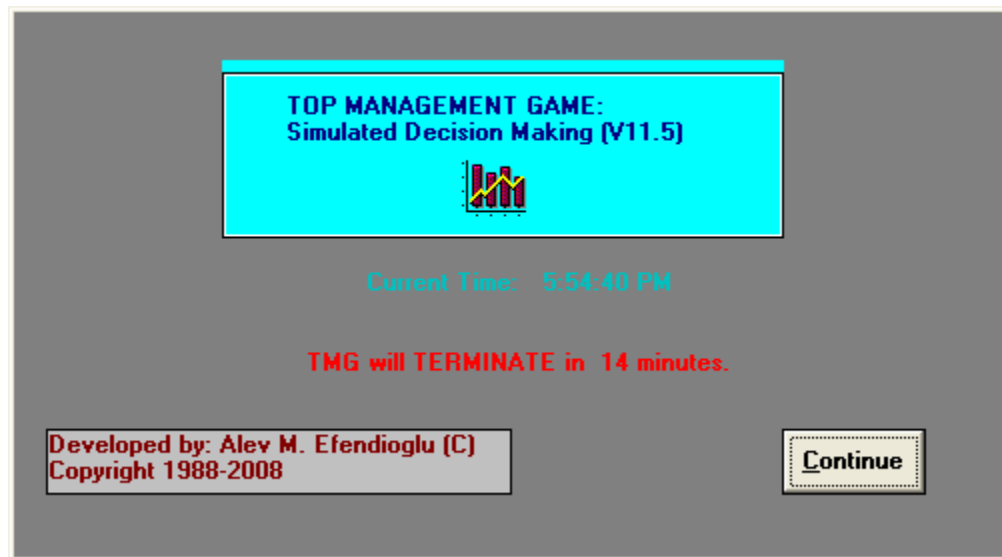 TOP MANAGEMENT GAME:
Simulated Decision Making (V11.5)
Current Time: 5:54:40 PM
TMG will TERMINATE in 14 minutes.
Developed by: Alev M. Efendioglu (C)
Copyright 1988-2008
Continue